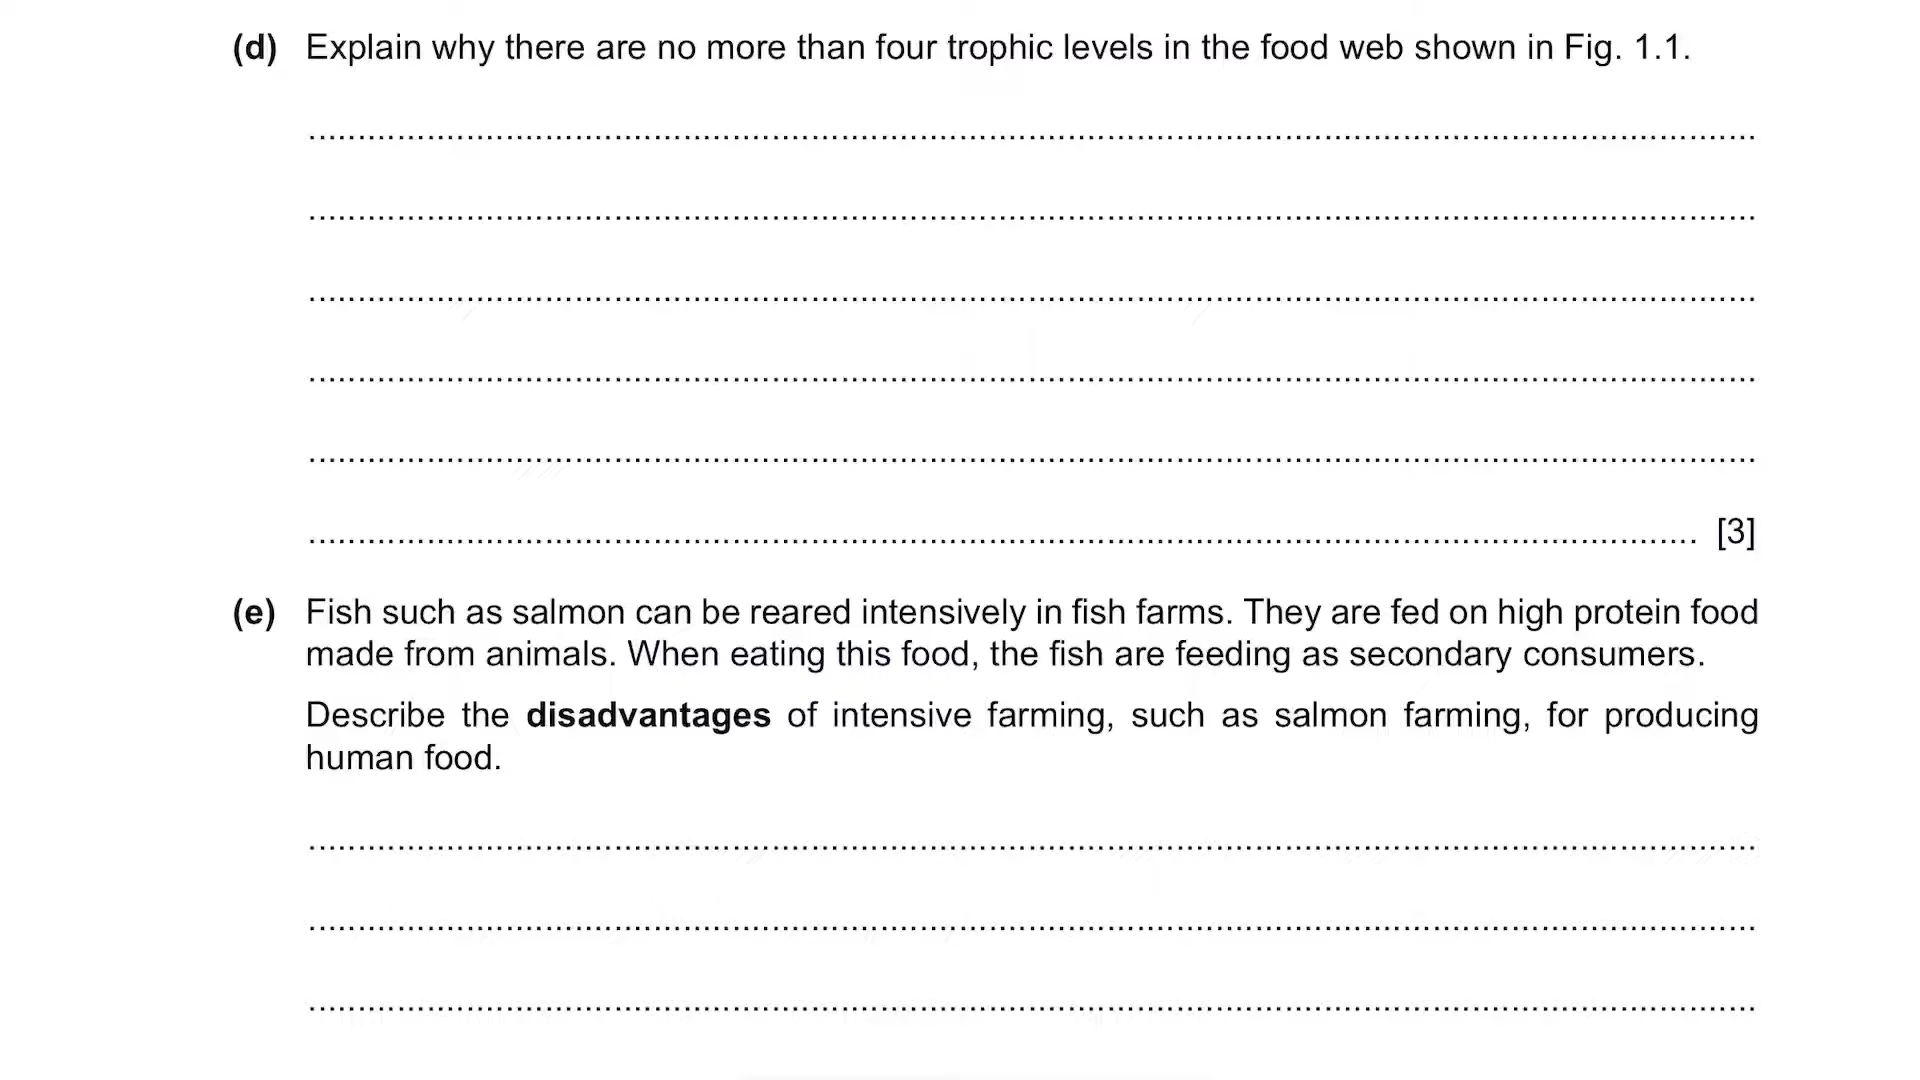 (d) Explain why there are no more than four trophic levels in the food web shown in Fig. 1.1.
[3]
(e) Fish such as salmon can be reared intensively in fish farms. They are fed on high protein food
made from animals. When eating this food, the fish are feeding as secondary consumers.
Describe the disadvantages of intensive farming, such as salmon farming, for producing
human food.